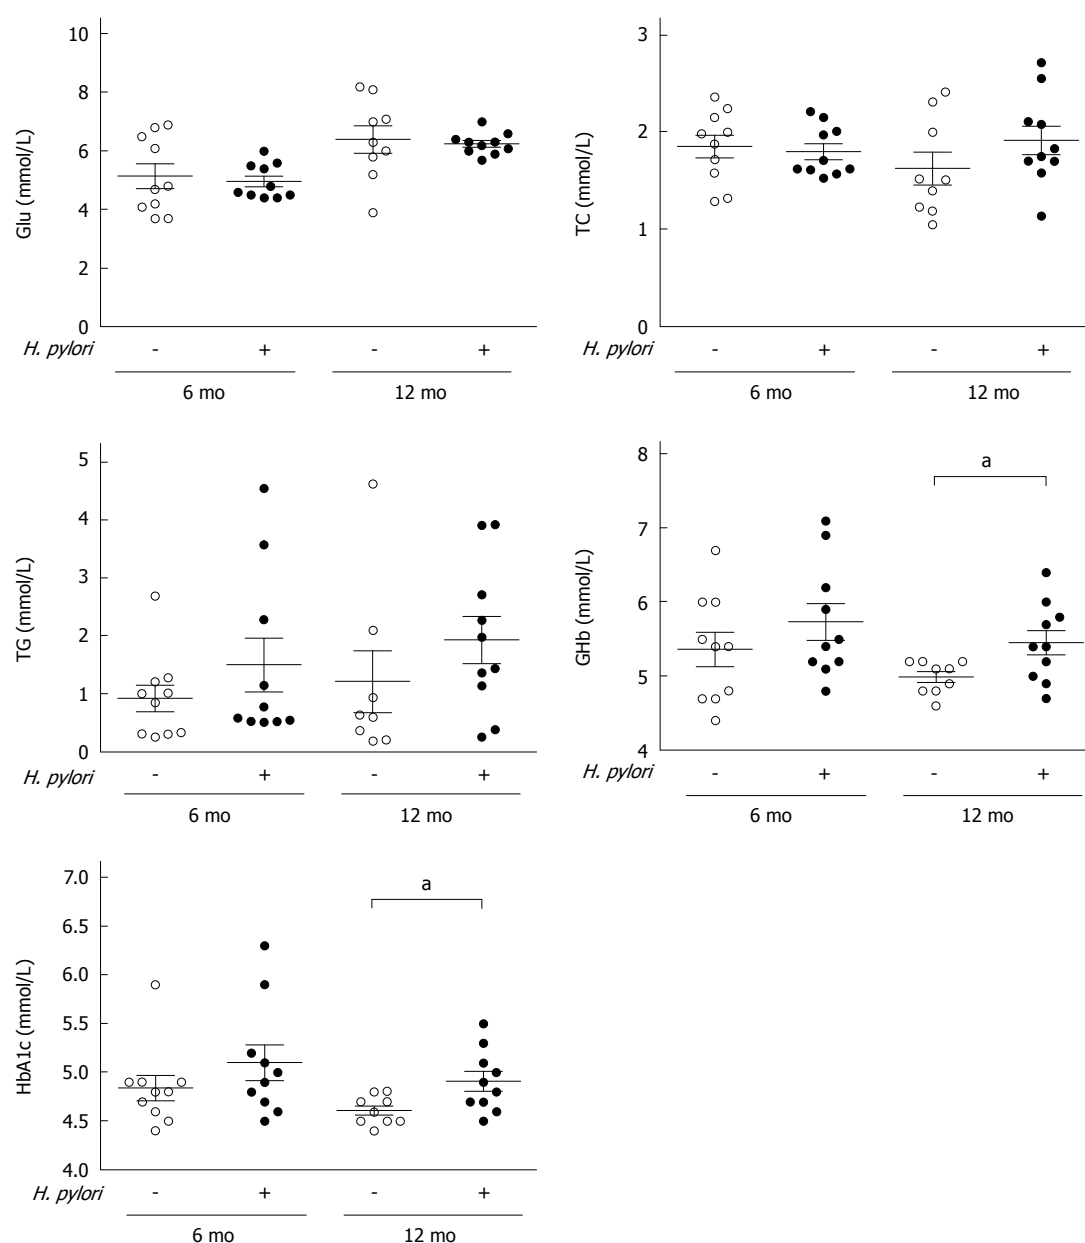 10
8
6
4
2
0
Glu (mmol/L)
H. pylori - + - +
6 mo 12 mo
3
2
1
0
TC (mmol/L)
- + - +
6 mo 12 mo
5
4
3
2
1
0
TG (mmol/L)
H. pylori - + - +
6 mo 12 mo
8
7
6
5
4
GHb (mmol/L)
a
H. pylori - + - +
6 mo 12 mo
7.0
6.5
6.0
5.5
5.0
4.5
4.0
HbA1c (mmol/L)
a
H. pylori - + - +
6 mo 12 mo